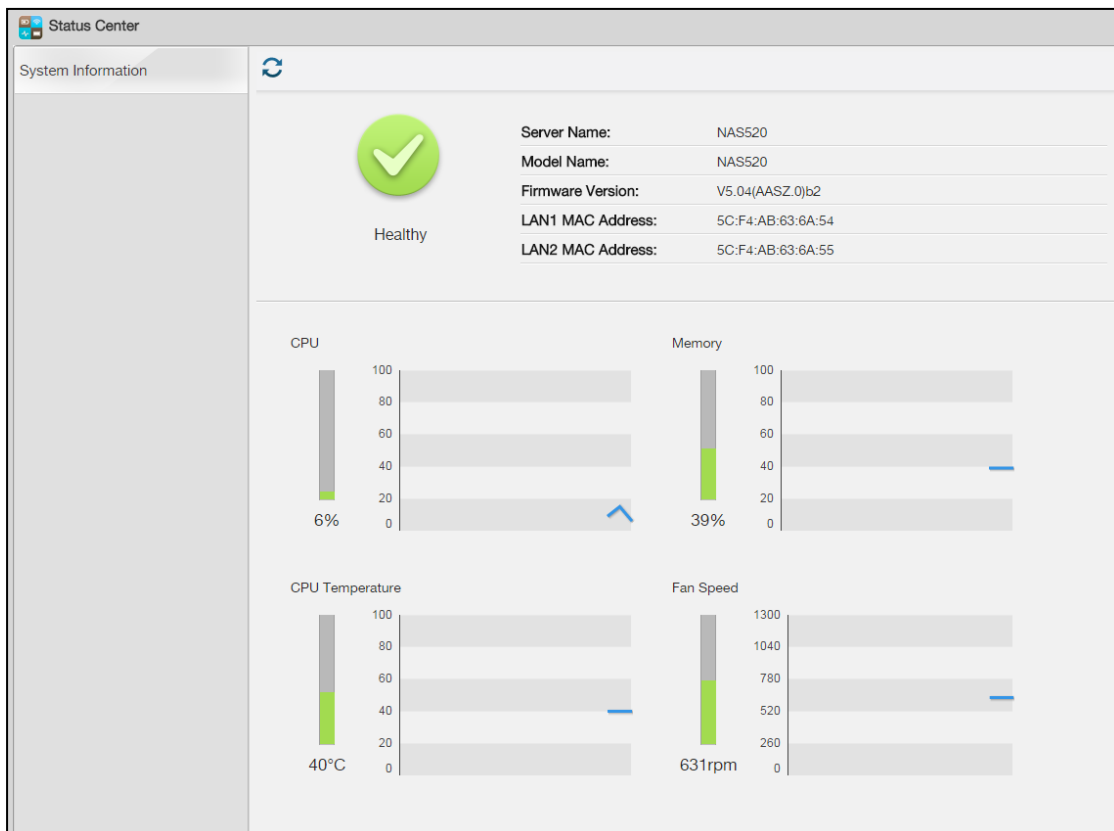 Status Center
System Information
Healthy
Server Name: NAS520
Model Name: NAS520
Firmware Version: V5.04(AASZ.0)b2
LAN1 MAC Address: 5C:F4:AB:63:6A:54
LAN2 MAC Address: 5C:F4:AB:63:6A:55
CPU
100
80
60
40
20
0
6%
Memory
100
80
60
40
20
0
39%
CPU Temperature
100
80
60
40
20
0
40°C
Fan Speed
1300
1040
780
520
260
0
631rpm